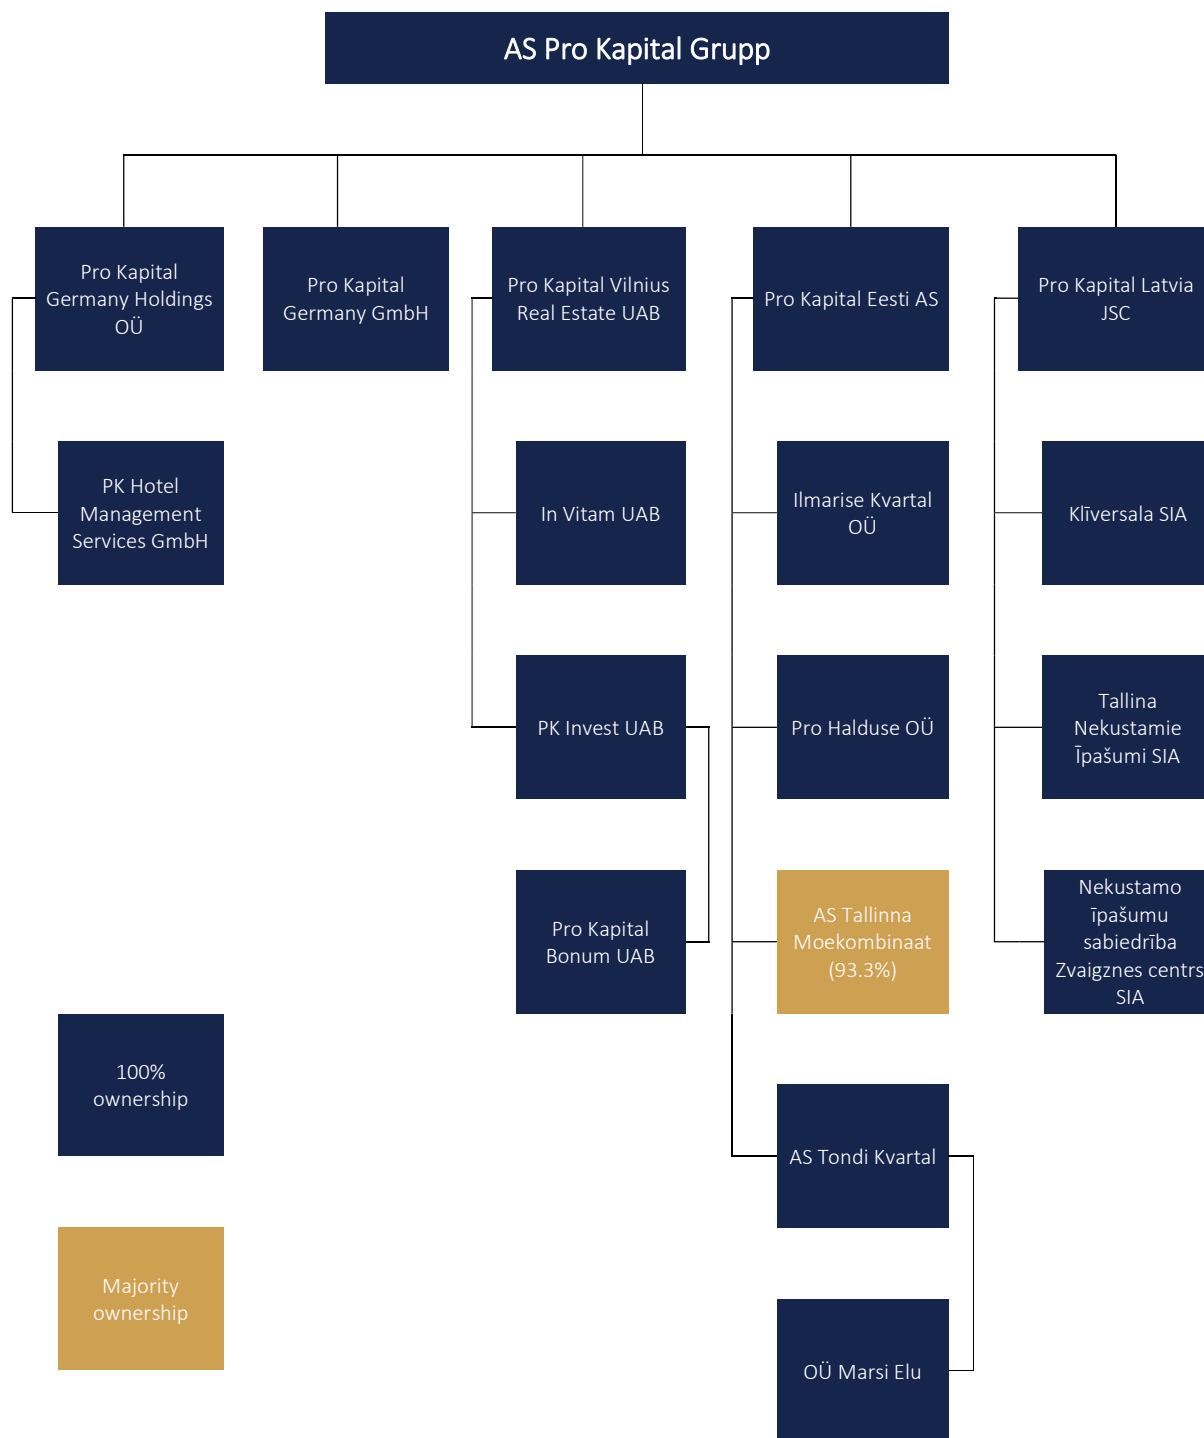 AS Pro Kapital Grupp
Pro Kapital
Germany Holdings
OÜ
Pro Kapital
Germany GmbH
Pro Kapital Vilnius
Real Estate UAB
Pro Kapital Eesti AS
Pro Kapital Latvia
JSC
PK Hotel
Management
Services GmbH
In Vitam UAB
Ilmarise Kvartal
OÜ
Klīversala SIA
PK Invest UAB
Pro Halduse OÜ
Tallina
Nekustamie
Īpašumi SIA
Pro Kapital
Bonum UAB
AS Tallinna
Moekombinaat
(93.3%)
Nekustamo
īpašumu
sabiedrība
Zvaigznes centrs
SIA
100%
ownership
AS Tondi Kvartal
Majority
ownership
OÜ Marsi Elu